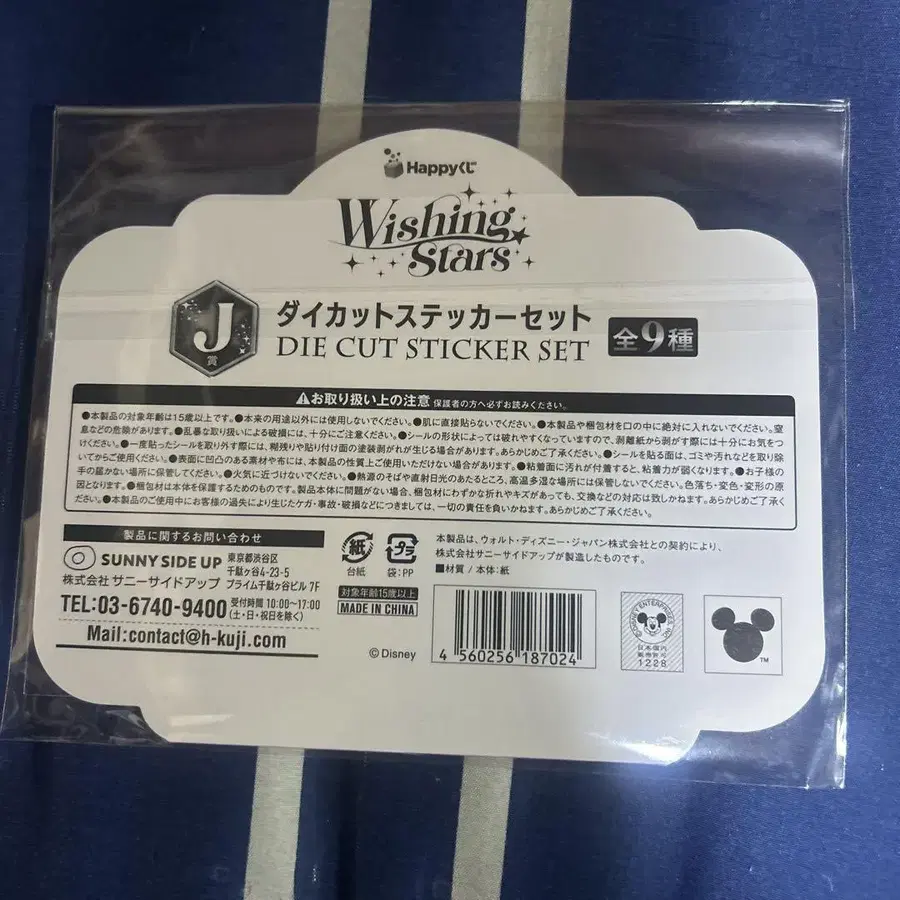 Happyくじ
Wishing
Stars
J
賞
ダイカットステッカーセット
DIE CUT STICKER SET
全9種
⚠お取り扱い上の注意 保護者の方へ必ずお読みください。
●本製品の対象年齢は15歳以上です。●本来の用途以外には使用しないでください。●肌に直接貼らないでください。●本製品や梱包材を口の中に絶対に入れないでください。窒
息などの危険があります。●乱暴な取り扱いによる破損には、十分にご注意ください。●シールの形状によっては破れやすくなっていますので、剥離紙から剥がす際には十分にお気をつ
けください。●一度貼ったシールを取り外す際には、糊残りや貼り付け面の塗装剥がれが生じる場合があります。あらかじめご了承ください。●シールを貼る面は、ゴミや汚れなどを取り除
いてからご使用ください。●表面に凹凸のある素材や布には、本製品の性質上ご使用いただけない場合があります。●粘着面に汚れが付着すると、粘着力が弱くなります。●お子様の
手の届かない場所に保管してください。●火気に近づけないでください。●熱源のそばや直射日光のあたるところ、高温多湿な場所には保管しないでください。色落ち・変色・変形の原
因となります。●梱包材は本体を保護するためのものです。製品本体に問題がない場合、梱包材にわずかな折れやキズがあっても、交換などの対応は致しかねます。あらかじめご了承く
ださい。●本製品のご使用中にお客様の過失により生じたケガ・事故・破損などにつきましては、一切の責任を負いかねます。あらかじめご了承ください。
製品に関するお問い合わせ
SUNNY SIDE UP
株式会社 サニーサイドアップ
東京都渋谷区
千駄ヶ谷4-23-5
プライム千駄ヶ谷ビル 7F
TEL:03-6740-9400
受付時間 10:00〜17:00
(土・日・祝日を除く)
Mail:contact@h-kuji.com
紙
台紙
プラ
袋:PP
対象年齢15歳以上
MADE IN CHINA
©Disney
本製品は、ウォルト・ディズニー・ジャパン株式会社との契約により、
株式会社サニーサイドアップが製造したものです。
■材質 / 本体:紙
4 560256 187024
DISNEY ENTERPRISES, INC.
日本国内
販売許可
1228
TM